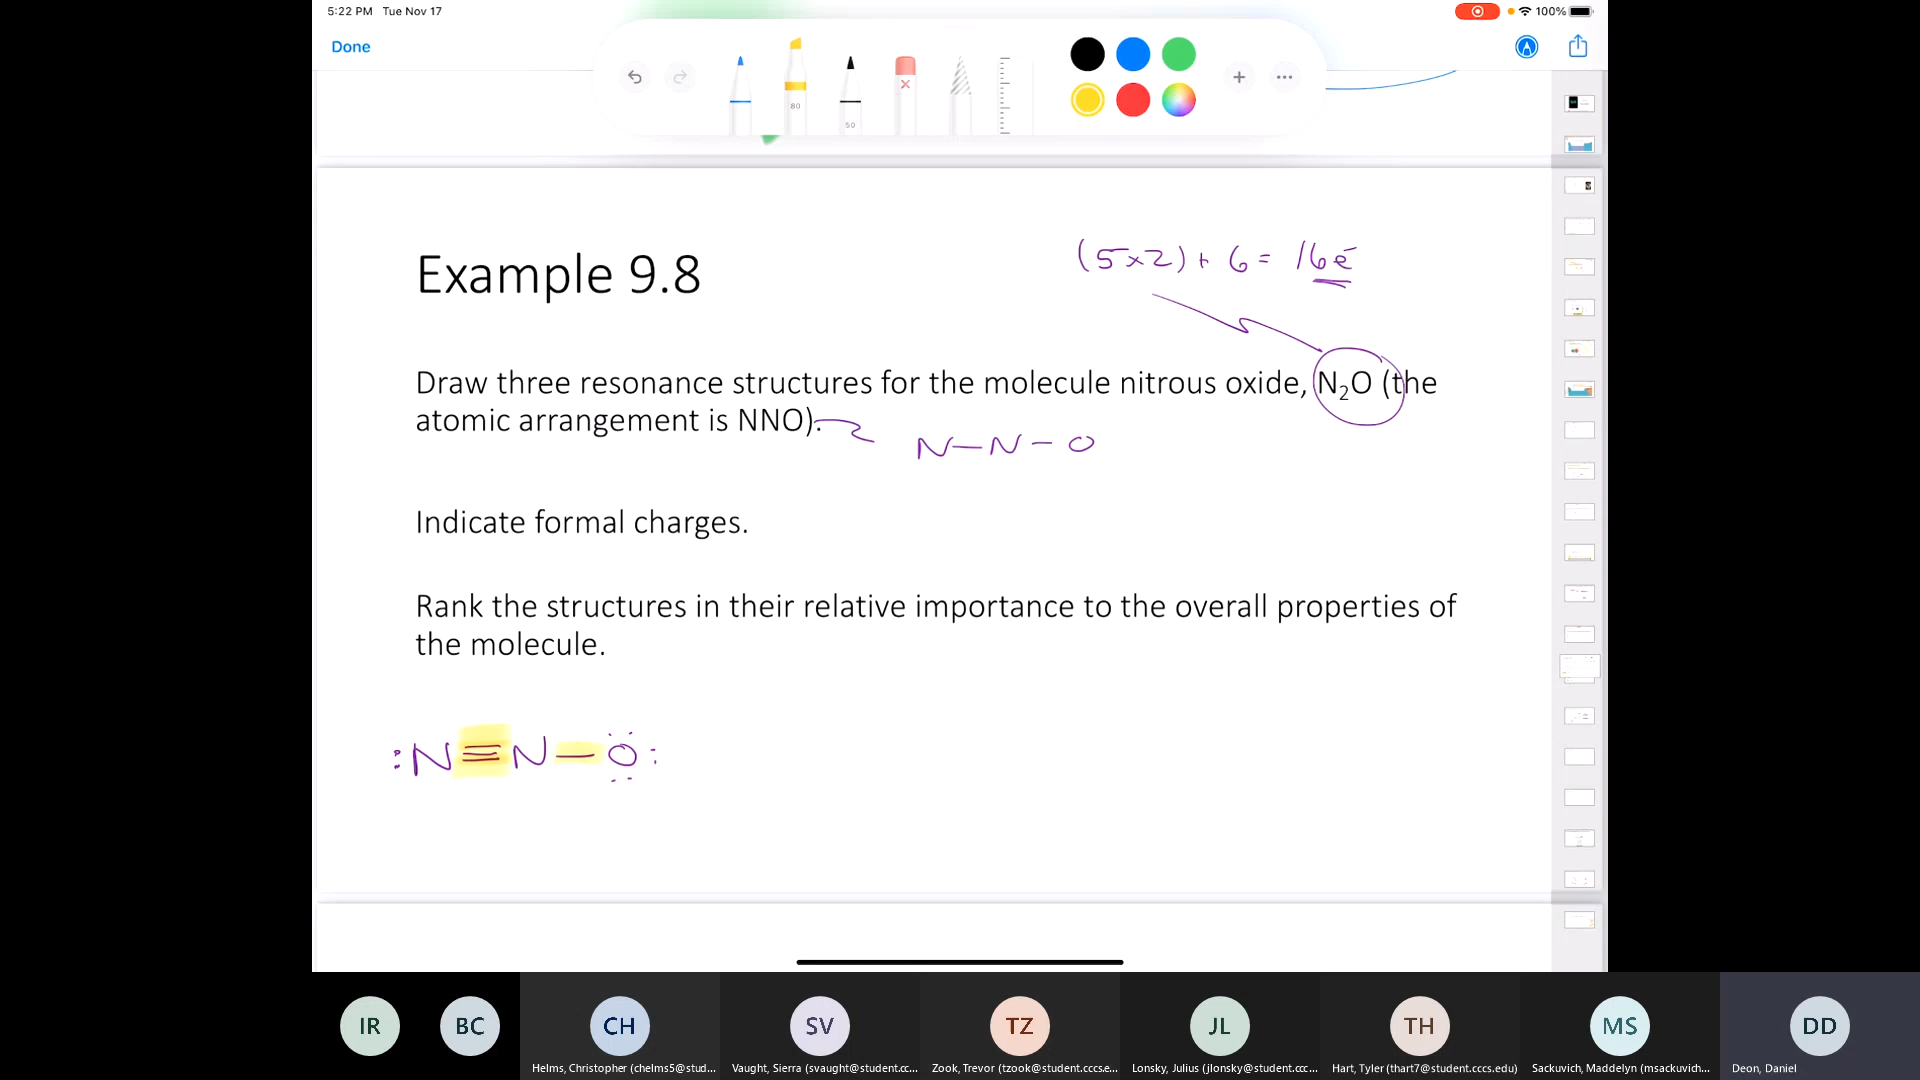 5:22 PM Tue Nov 17
100%
Done
80
50
Example 9.8
(5x2) + 6 = 16e⁻
Draw three resonance structures for the molecule nitrous oxide, N₂O (the
atomic arrangement is NNO).
N—N—O
Indicate formal charges.
Rank the structures in their relative importance to the overall properties of
the molecule.
:N≡N—O:
IR
BC
CH
SV
TZ
JL
TH
MS
DD
Helms, Christopher (chelms5@stud...
Vaught, Sierra (svaught@student.cc...
Zook, Trevor (tzook@student.cccs.e...
Lonsky, Julius (jlonsky@student.ccc...
Hart, Tyler (thart7@student.cccs.edu)
Sackuvich, Maddelyn (msackuvich...
Deon, Daniel